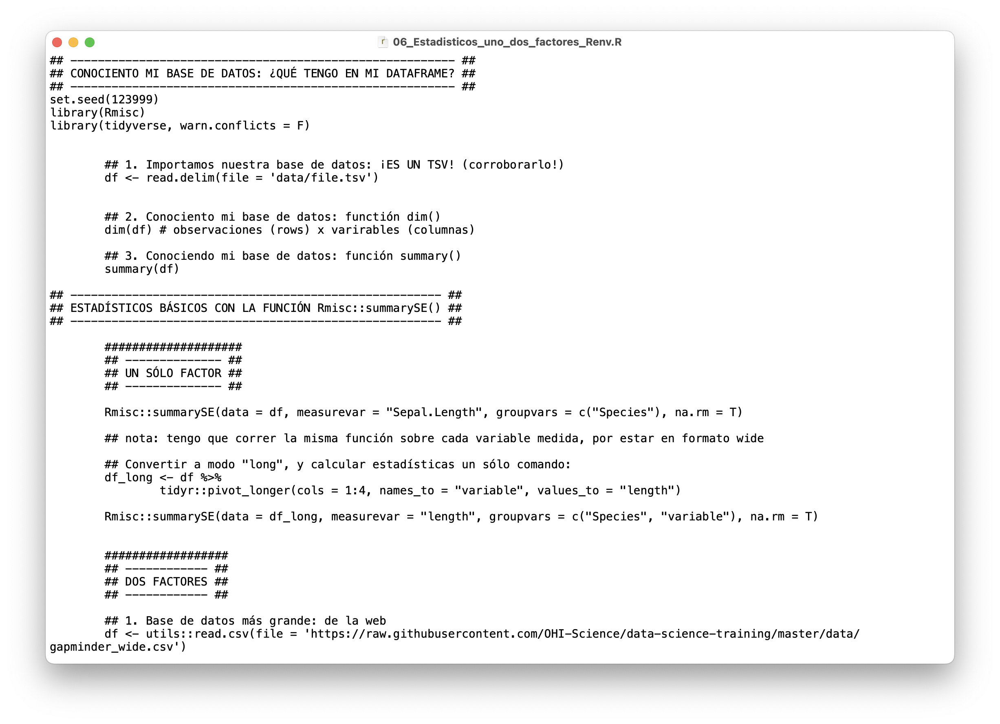 06_Estadisticos_uno_dos_factores_Renv.R
## -------------------------------------------------------- ##
## CONOCIENTO MI BASE DE DATOS: ¿QUÉ TENGO EN MI DATAFRAME? ##
## -------------------------------------------------------- ##
set.seed(123999)
library(Rmisc)
library(tidyverse, warn.conflicts = F)
## 1. Importamos nuestra base de datos: ¡ES UN TSV! (corroborarlo!)
df <- read.delim(file = 'data/file.tsv')
## 2. Conociento mi base de datos: functión dim()
dim(df) # observaciones (rows) x varirables (columnas)
## 3. Conociendo mi base de datos: función summary()
summary(df)
## ------------------------------------------------------ ##
## ESTADÍSTICOS BÁSICOS CON LA FUNCIÓN Rmisc::summarySE() ##
## ------------------------------------------------------ ##
####################
## -------------- ##
## UN SÓLO FACTOR ##
## -------------- ##
Rmisc::summarySE(data = df, measurevar = "Sepal.Length", groupvars = c("Species"), na.rm = T)
## nota: tengo que correr la misma función sobre cada variable medida, por estar en formato wide
## Convertir a modo "long", y calcular estadísticas un sólo comando:
df_long <- df %>%
tidyr::pivot_longer(cols = 1:4, names_to = "variable", values_to = "length")
Rmisc::summarySE(data = df_long, measurevar = "length", groupvars = c("Species", "variable"), na.rm = T)
##################
## ------------ ##
## DOS FACTORES ##
## ------------ ##
## 1. Base de datos más grande: de la web
df <- utils::read.csv(file = 'https://raw.githubusercontent.com/OHI-Science/data-science-training/master/data/
gapminder_wide.csv')